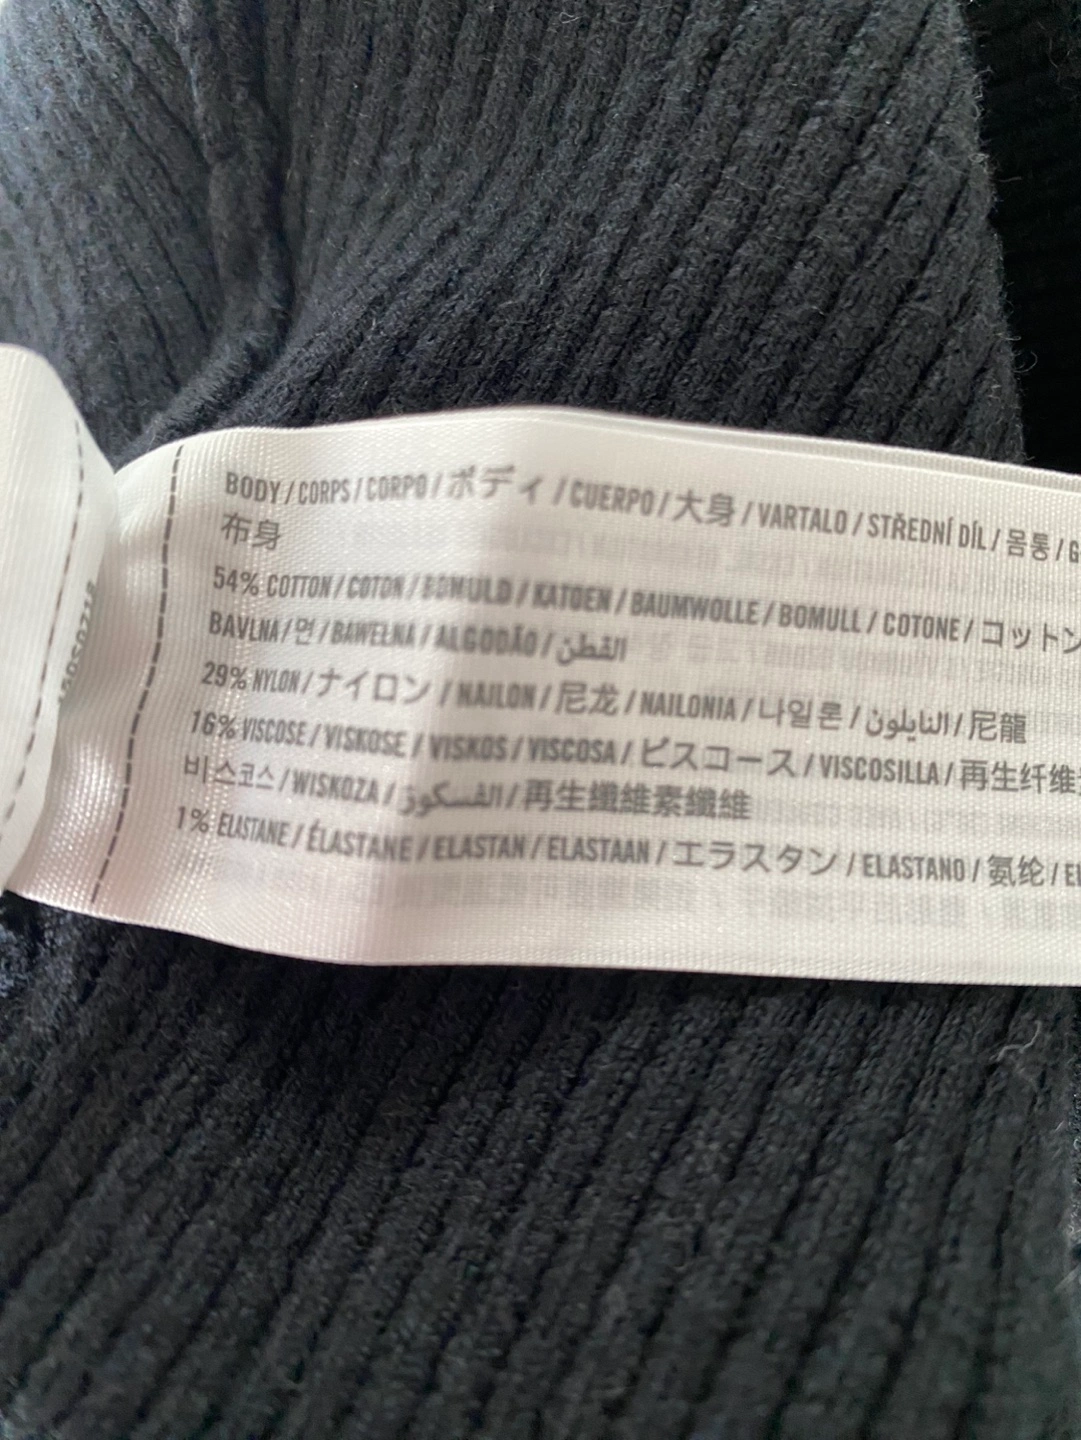 BODY / CORPS / CORPO / ボディ / CUERPO / 大身 / VARTALO / STŘEDNÍ DÍL / 몸통 / G
布身
54% COTTON / COTON / BOMULD / KATOEN / BAUMWOLLE / BOMULL / COTONE / コットン
BAVLNA / 면 / BAWEŁNA / ALGODÃO / القطن
29% NYLON / ナイロン / NAILON / 尼龙 / NAILONIA / 나일론 / النايلون / 尼龍
16% VISCOSE / VISKOSE / VISKOS / VISCOSA / ビスコース / VISCOSILLA / 再生纤维
비스코스 / WISKOZA / الفسكوز / 再生纖維素纖維
1% ELASTANE / ÉLASTANE / ELASTAN / ELASTAAN / エラスタン / ELASTANO / 氨纶 / EL